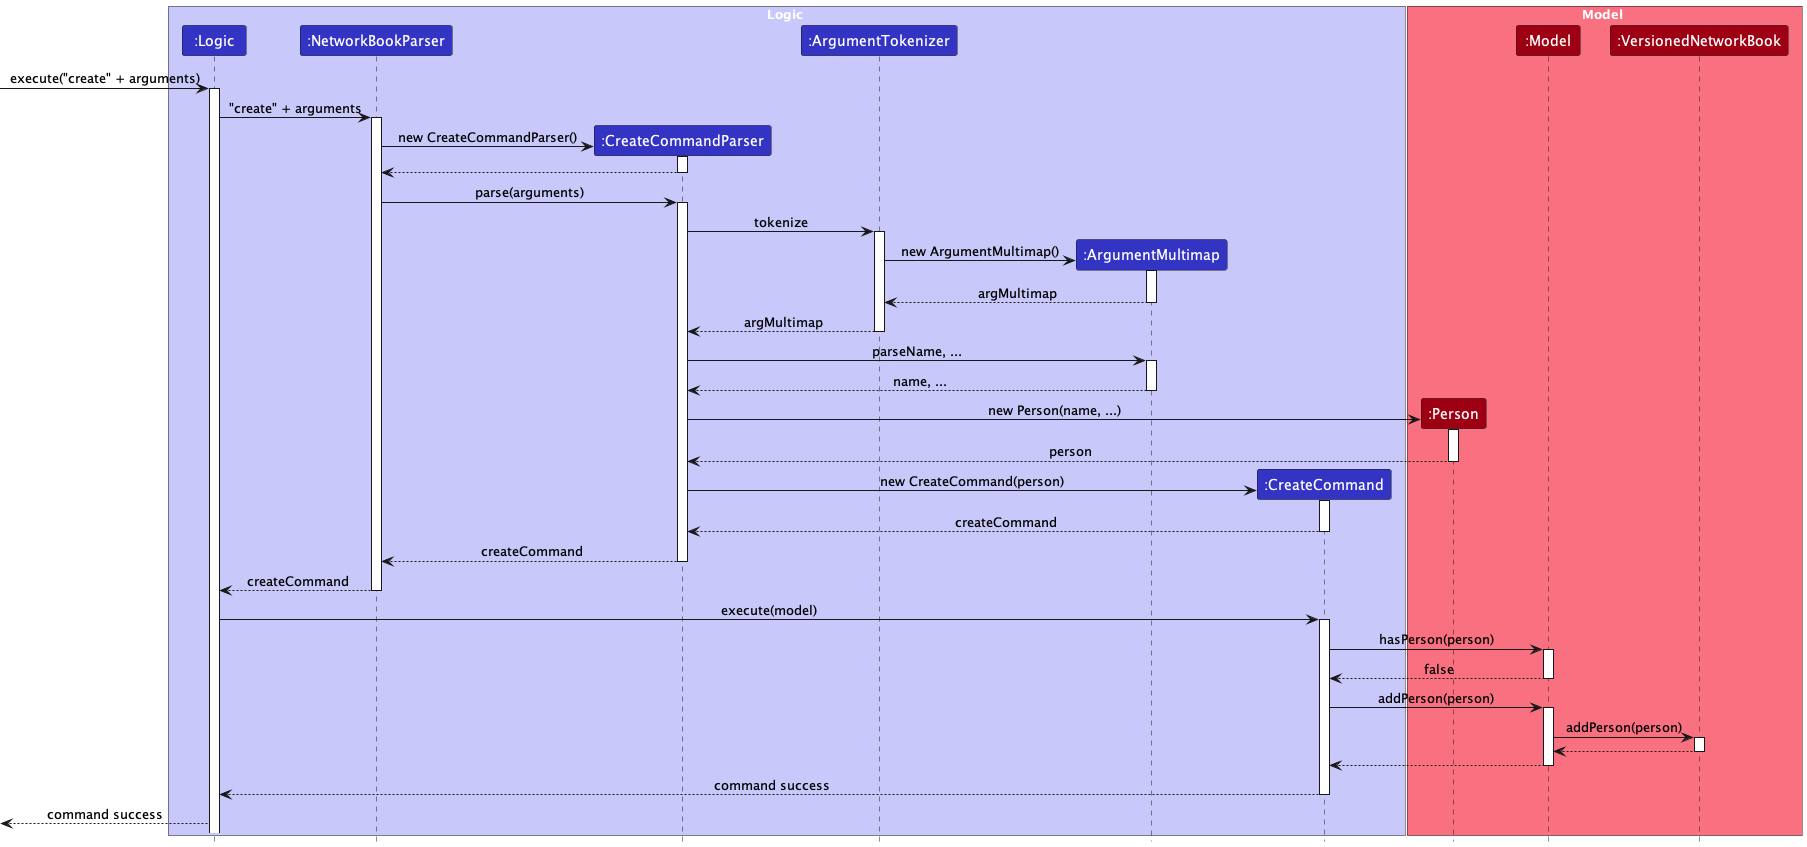 Logic
Model
:Logic
:NetworkBookParser
:ArgumentTokenizer
:Model
:VersionedNetworkBook
execute("create" + arguments)
"create" + arguments
new CreateCommandParser()
:CreateCommandParser
parse(arguments)
tokenize
new ArgumentMultimap()
:ArgumentMultimap
argMultimap
argMultimap
parseName, ...
name, ...
new Person(name, ...)
:Person
person
new CreateCommand(person)
:CreateCommand
createCommand
createCommand
createCommand
execute(model)
hasPerson(person)
false
addPerson(person)
addPerson(person)
command success
command success